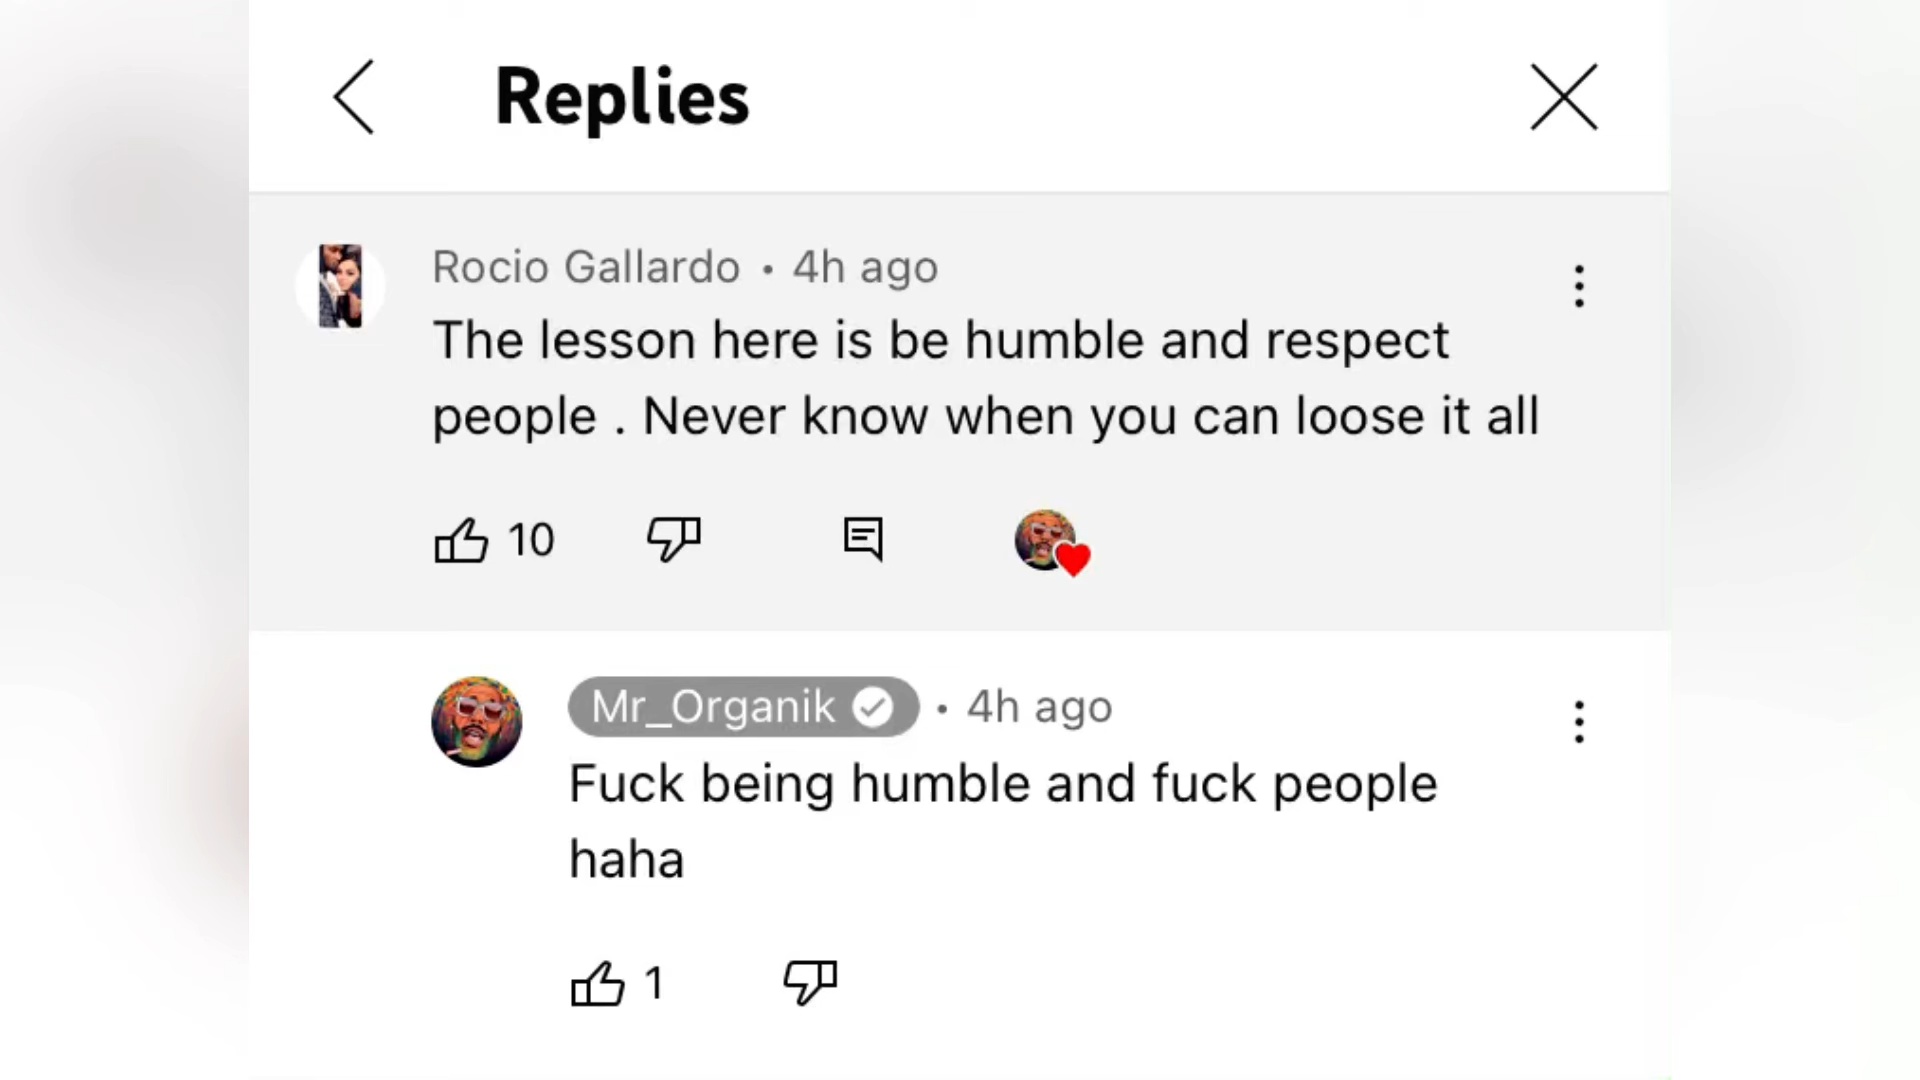 Replies
Rocio Gallardo • 4h ago
The lesson here is be humble and respect
people . Never know when you can loose it all
10
Mr_Organik • 4h ago
Fuck being humble and fuck people
haha
1